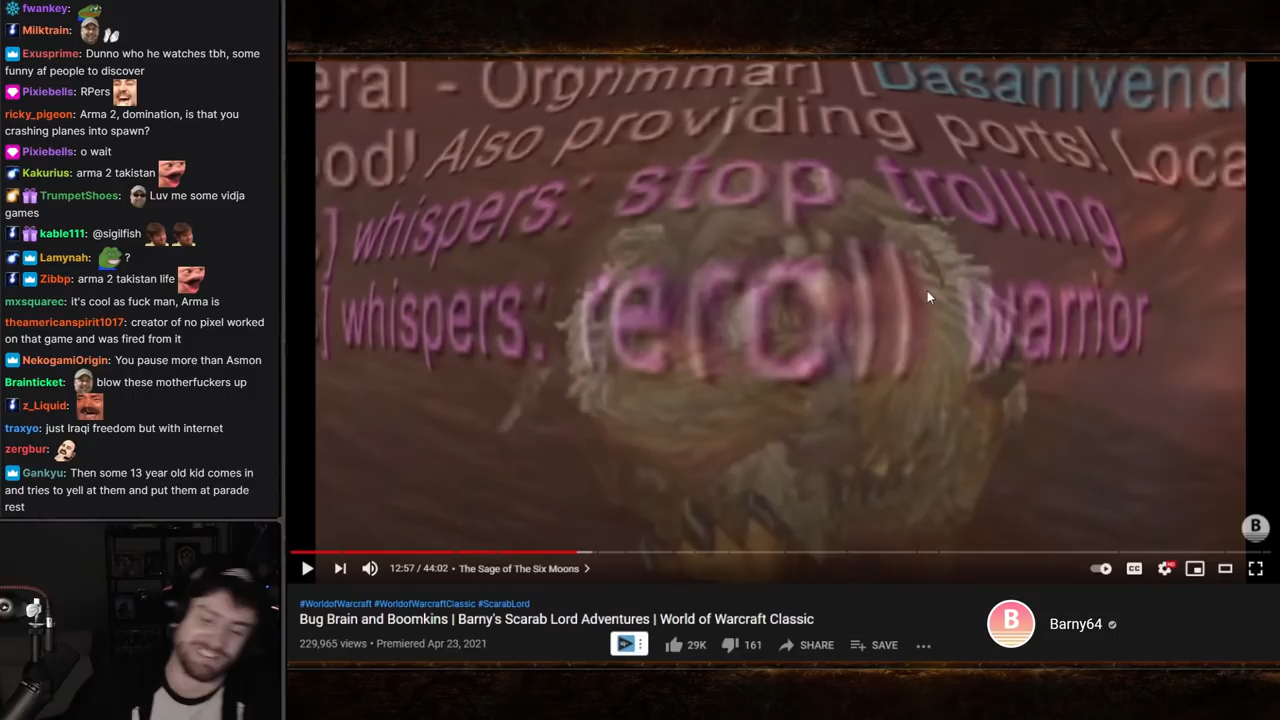 fwankey:
Milktrain:
Exusprime: Dunno who he watches tbh, some
funny af people to discover
Pixiebells: RPers
ricky_pigeon: Arma 2, domination, is that you
crashing planes into spawn?
Pixiebells: o wait
Kakurius: arma 2 takistan
TrumpetShoes: Luv me some vidja
games
kable111: @sigilfish
Lamynah: ?
Zibbp: arma 2 takistan life
mxsquarec: it's cool as fuck man, Arma is
theamericanspirit1017: creator of no pixel worked
on that game and was fired from it
NekogamiOrigin: You pause more than Asmon
Brainticket: blow these motherfuckers up
z_Liquid:
traxyo: just Iraqi freedom but with internet
zergbur:
Gankyu: Then some 13 year old kid comes in
and tries to yell at them and put them at parade
rest
eral - Orgrimmar] [Dasanivend
ood! Also providing ports! Loca
] whispers: stop trolling
] whispers: reroll warrior
B
12:57 / 44:02 • The Sage of The Six Moons >
CC
HD
#WorldofWarcraft #WorldofWarcraftClassic #ScarabLord
Bug Brain and Boomkins | Barny's Scarab Lord Adventures | World of Warcraft Classic
229,965 views • Premiered Apr 23, 2021
29K
161
SHARE
SAVE
B
Barny64